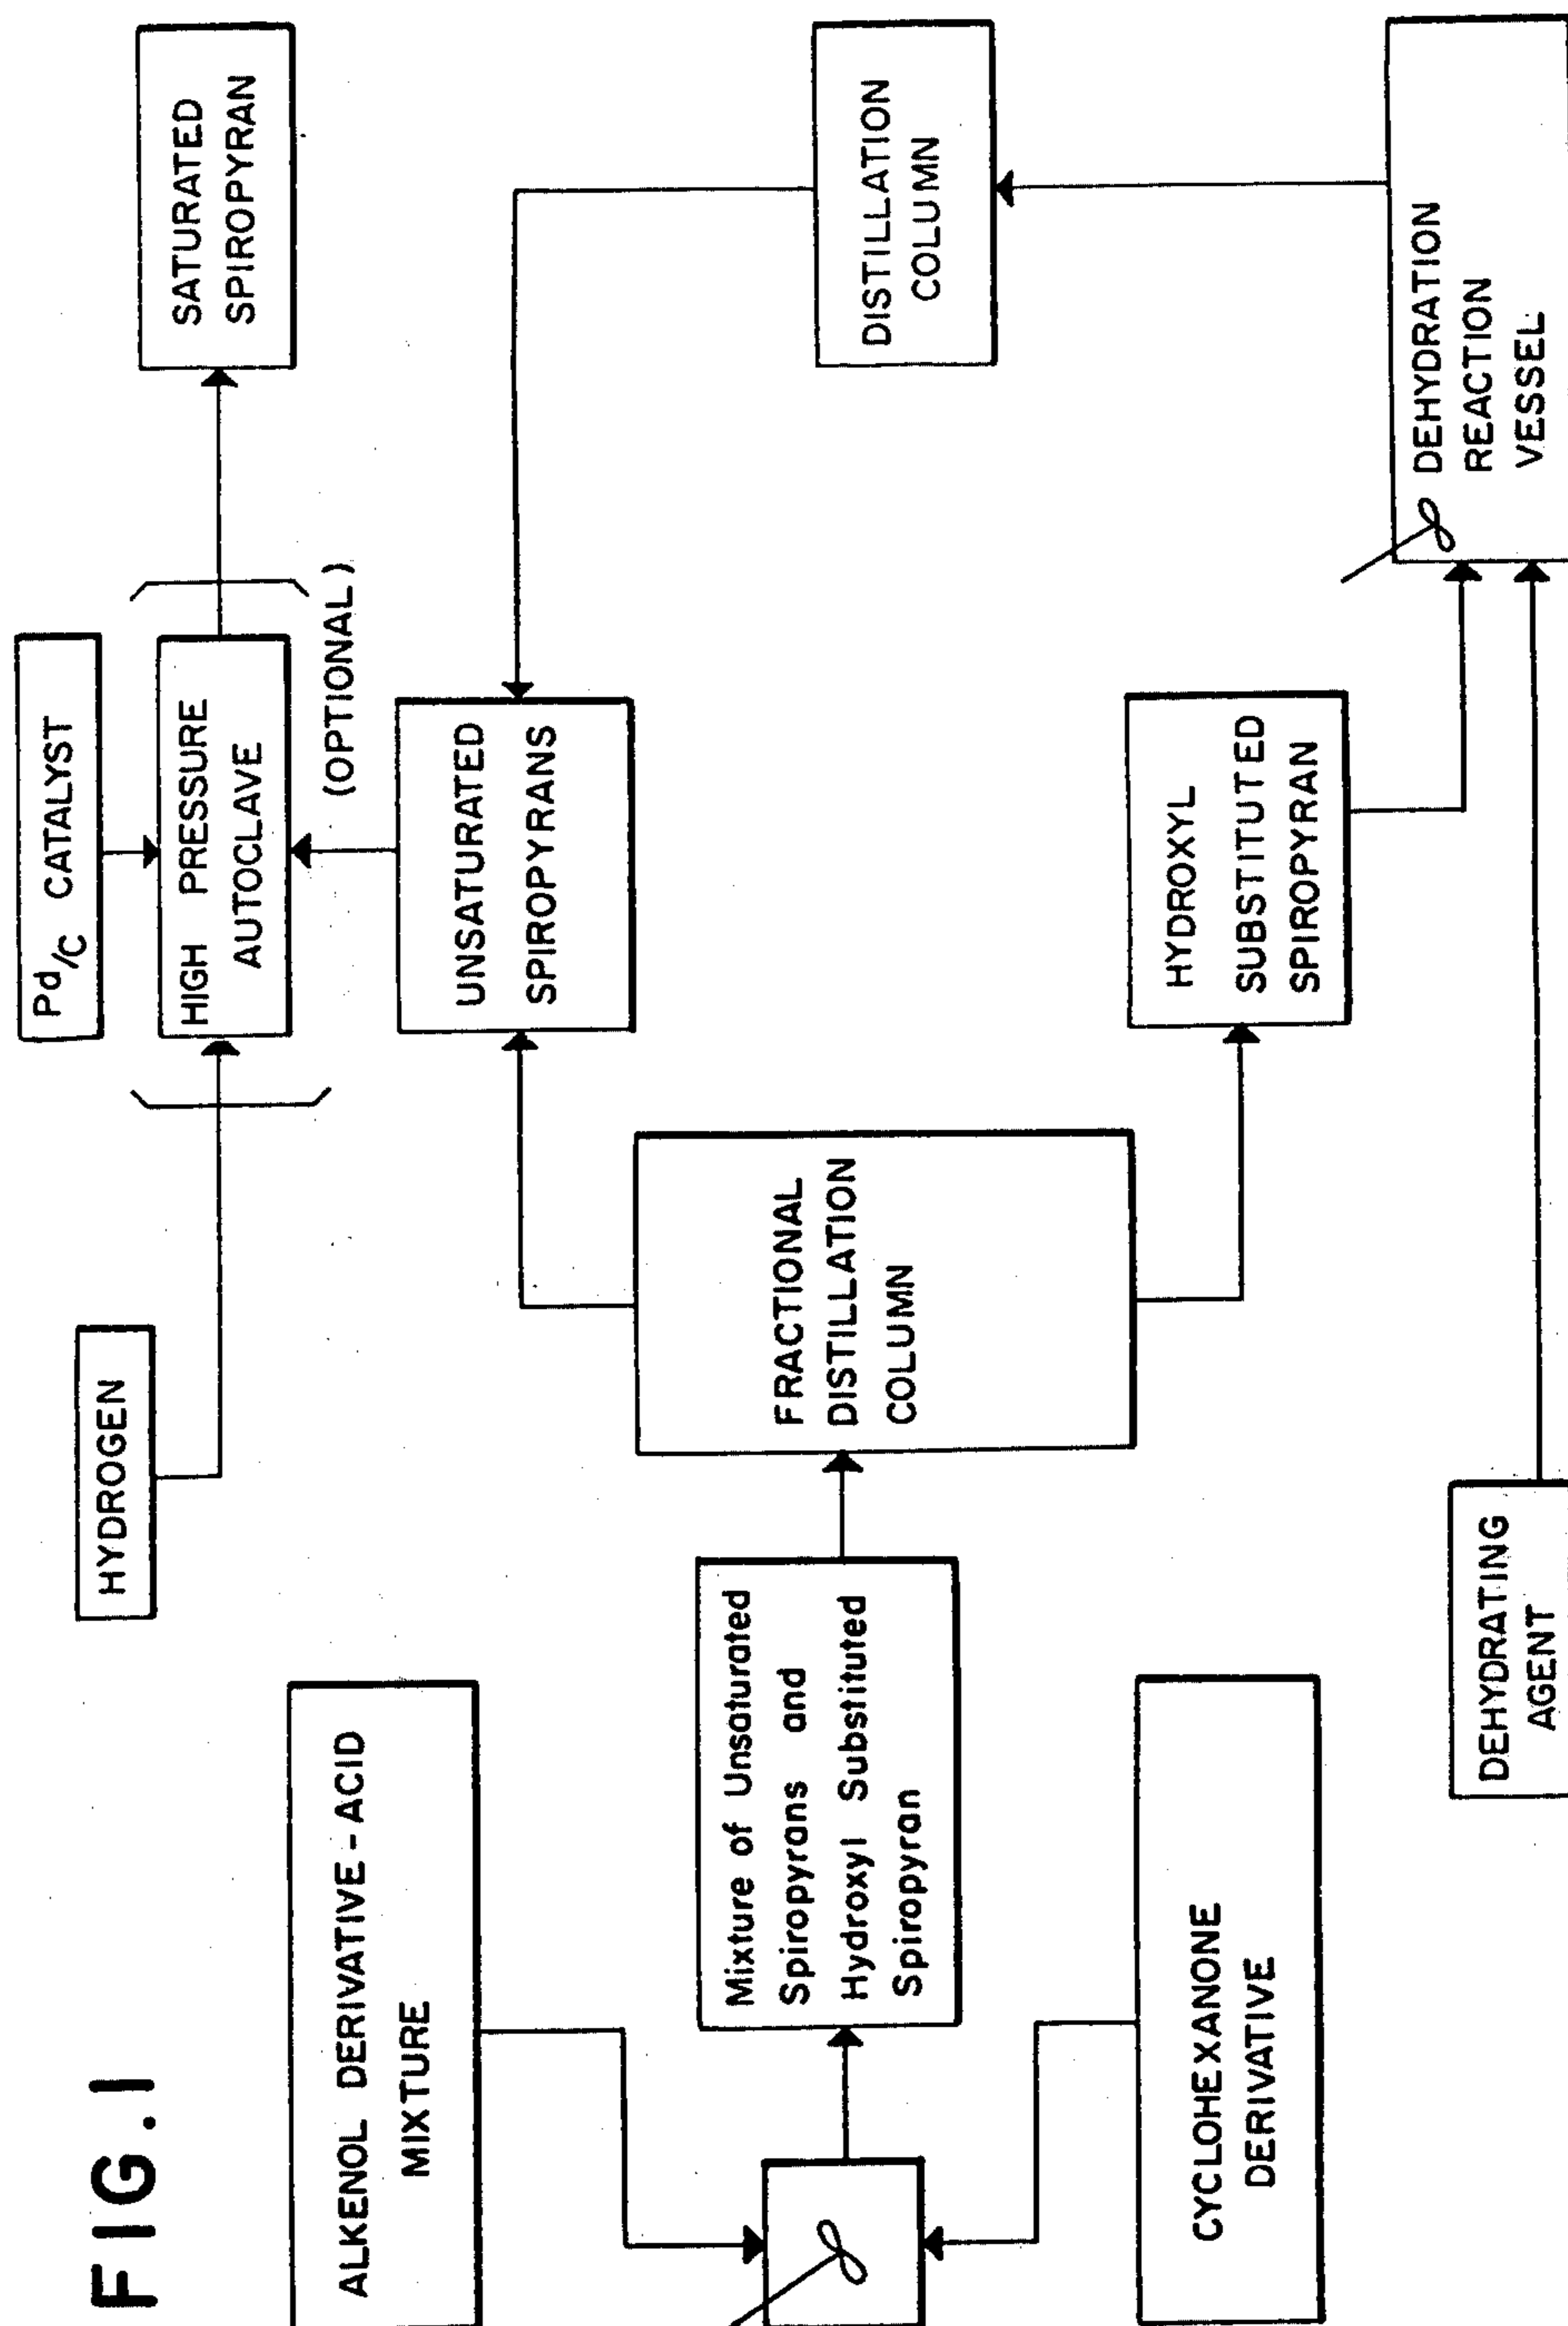 FIG.1
ALKENOL DERIVATIVE-ACID
MIXTURE
CYCLOHEXANONE
DERIVATIVE
Mixture of Unsaturated
Spiropyrans and
Hydroxyl Substituted
Spiropyran
FRACTIONAL
DISTILLATION
COLUMN
HYDROGEN
Pd/C CATALYST
HIGH PRESSURE
AUTOCLAVE
(OPTIONAL)
SATURATED
SPIROPYRAN
UNSATURATED
SPIROPYRANS
HYDROXYL
SUBSTITUTED
SPIROPYRAN
DEHYDRATING
AGENT
DEHYDRATION
REACTION
VESSEL
DISTILLATION
COLUMN